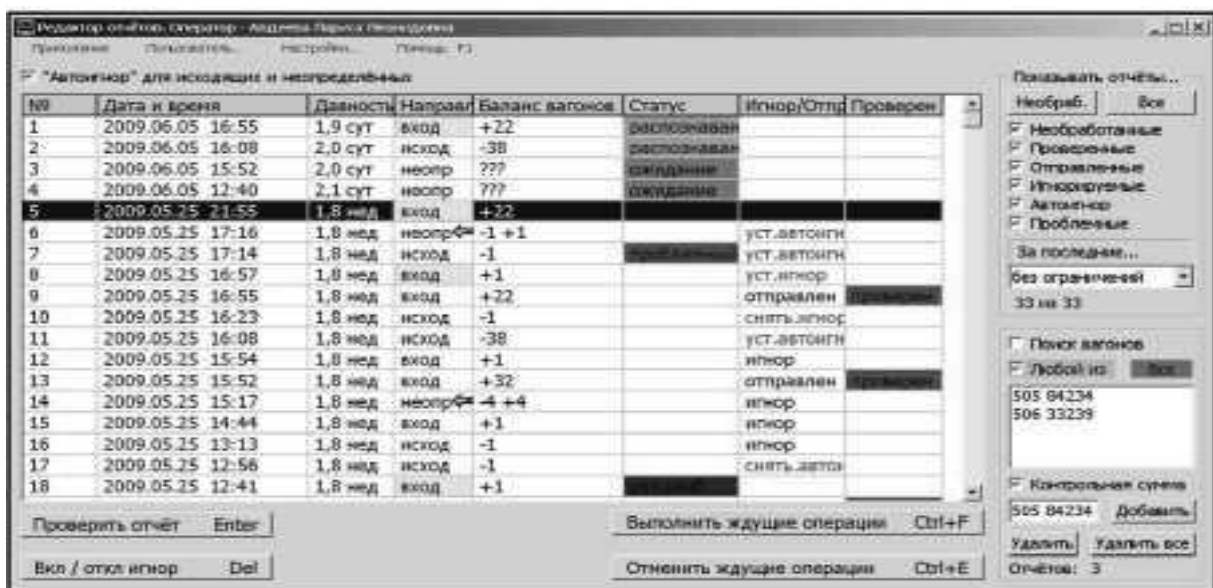 Редактор отчётов. Оператор - Авдеева Лариса Леонидовна
Приложение Пользователь... Настройки... Помощь: F1
"Автоигнор" для исходящих и неопределённых
№ Дата и время Давность Направл Баланс вагонов Статус Игнор/Отпр Проверен
1 2009.06.05 16:55 1,9 сут вход +22 распознаван
2 2009.06.05 16:08 2,0 сут исход -38 распознаван
3 2009.06.05 15:52 2,0 сут неопр ??? ожидание
4 2009.06.05 12:40 2,1 сут неопр ??? ожидание
5 2009.05.25 21:55 1,8 нед вход +22
6 2009.05.25 17:16 1,8 нед неопр -1 +1 уст.автоигн
7 2009.05.25 17:14 1,8 нед исход -1 уст.автоигн
8 2009.05.25 16:57 1,8 нед вход +1 уст.игнор
9 2009.05.25 16:55 1,8 нед вход +22 отправлен проверен
10 2009.05.25 16:23 1,8 нед исход -1 снять.игнор
11 2009.05.25 16:08 1,8 нед исход -38 уст.автоигн
12 2009.05.25 15:54 1,8 нед вход +1 игнор
13 2009.05.25 15:52 1,8 нед вход +32 отправлен проверен
14 2009.05.25 15:17 1,8 нед неопр -4 +4 игнор
15 2009.05.25 14:44 1,8 нед вход +1 игнор
16 2009.05.25 13:13 1,8 нед исход -1 игнор
17 2009.05.25 12:56 1,8 нед исход -1 снять.авто
18 2009.05.25 12:41 1,8 нед вход +1
Проверить отчёт Enter
Выполнить ждущие операции Ctrl+F
Вкл / откл игнор Del
Отменить ждущие операции Ctrl+E
Показывать отчёты...
Необраб. Все
Необработанные
Проверенные
Отправленные
Игнорируемые
Автоигнор
Проблемные
За последние...
без ограничений
33 из 33
Поиск вагонов
Любой из Все
505 84234
506 33239
Контрольная сумма
505 84234 Добавить
Удалить Удалить все
Отчётов: 3